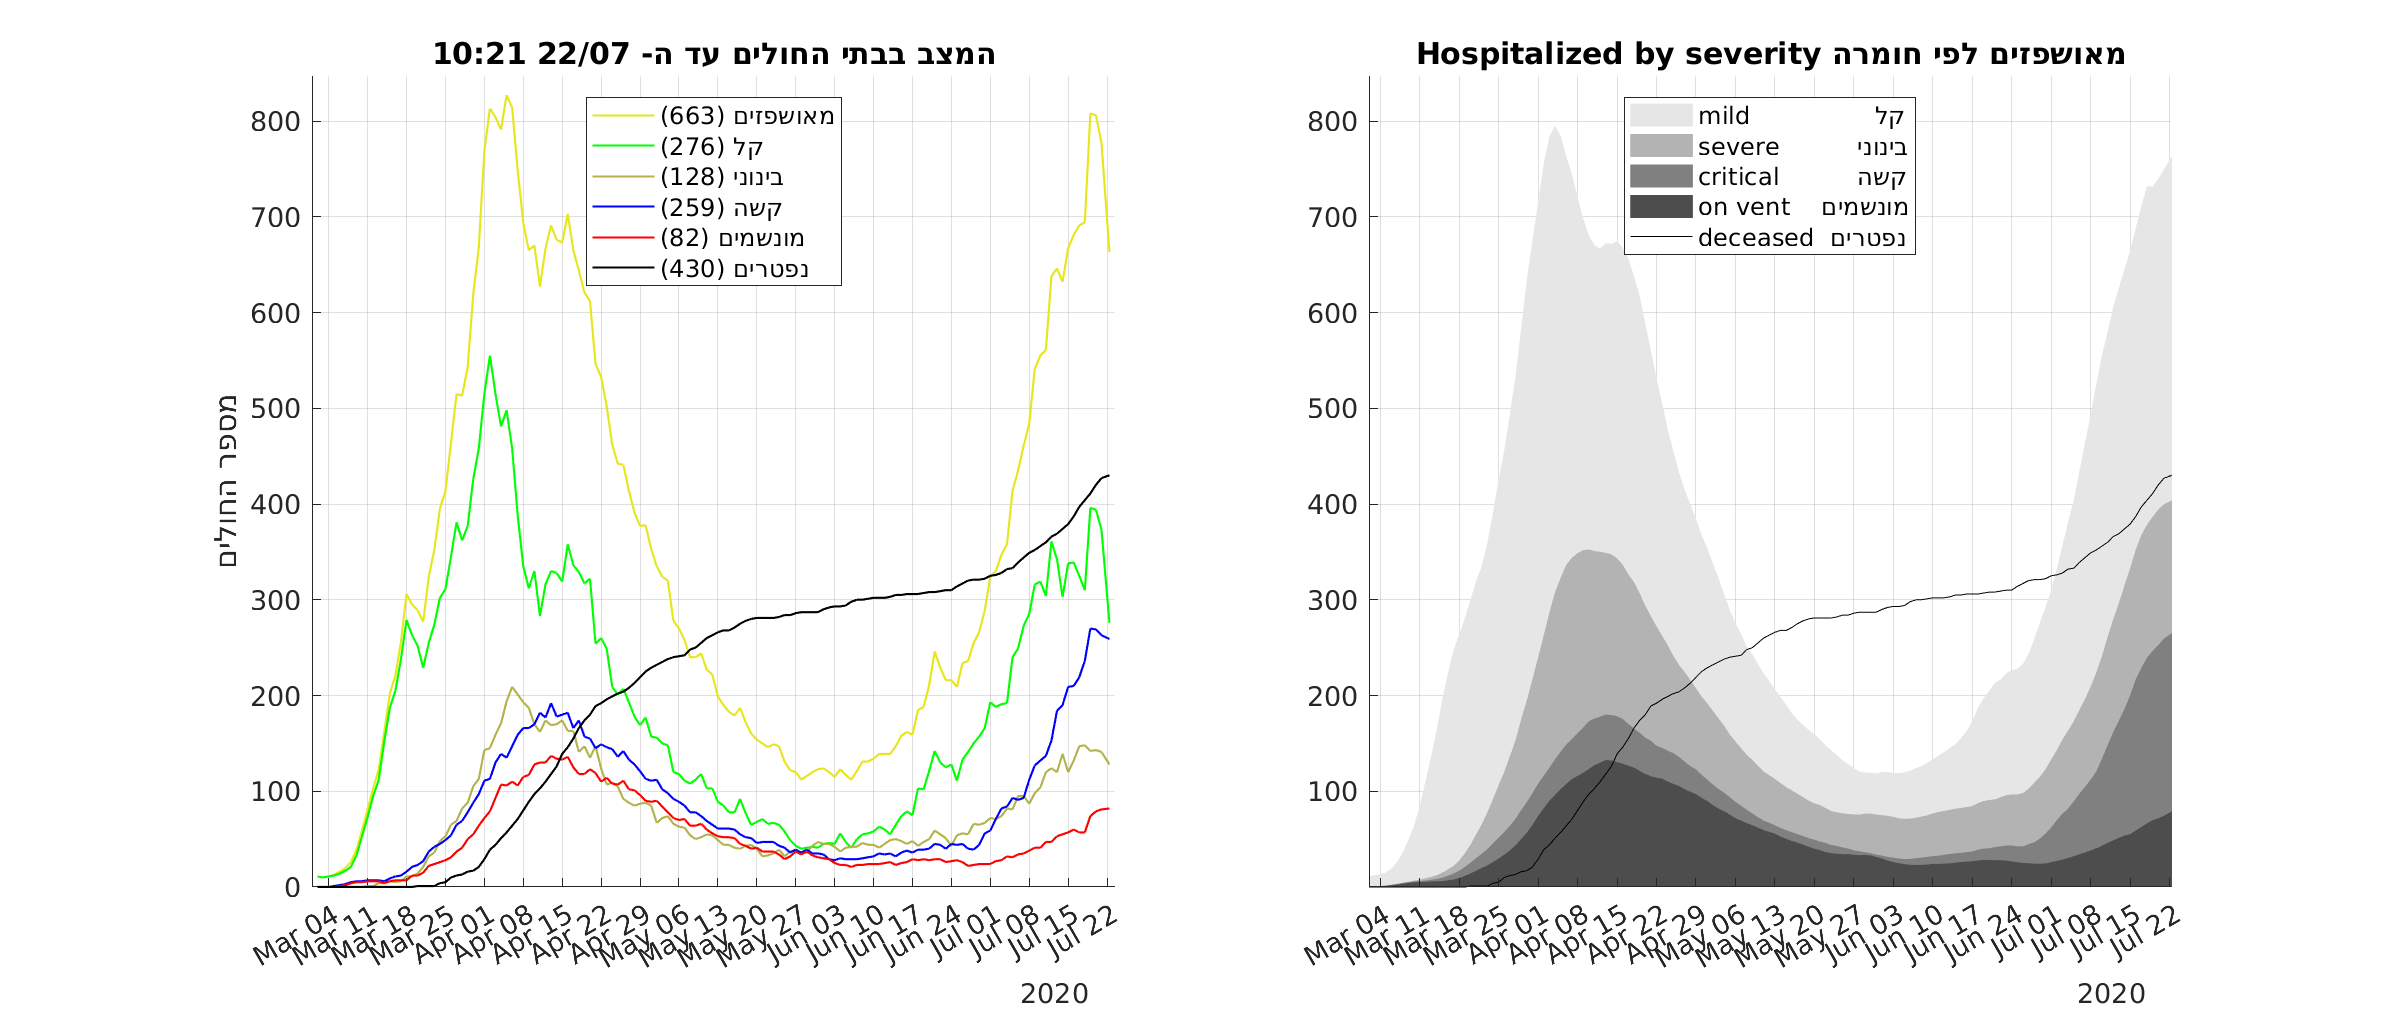 המצב בבתי החולים עד ה- 22/07 10:21
מספר החולים
800
700
600
500
400
300
200
100
0
מאושפזים (663)
קל (276)
בינוני (128)
קשה (259)
מונשמים (82)
נפטרים (430)
Mar 04
Mar 11
Mar 18
Mar 25
Apr 01
Apr 08
Apr 15
Apr 22
Apr 29
May 06
May 13
May 20
May 27
Jun 03
Jun 10
Jun 17
Jun 24
Jul 01
Jul 08
Jul 15
Jul 22
2020
Hospitalized by severity מאושפזים לפי חומרה
800
700
600
500
400
300
200
100
mild קל
severe בינוני
critical קשה
on vent מונשמים
deceased נפטרים
Mar 04
Mar 11
Mar 18
Mar 25
Apr 01
Apr 08
Apr 15
Apr 22
Apr 29
May 06
May 13
May 20
May 27
Jun 03
Jun 10
Jun 17
Jun 24
Jul 01
Jul 08
Jul 15
Jul 22
2020